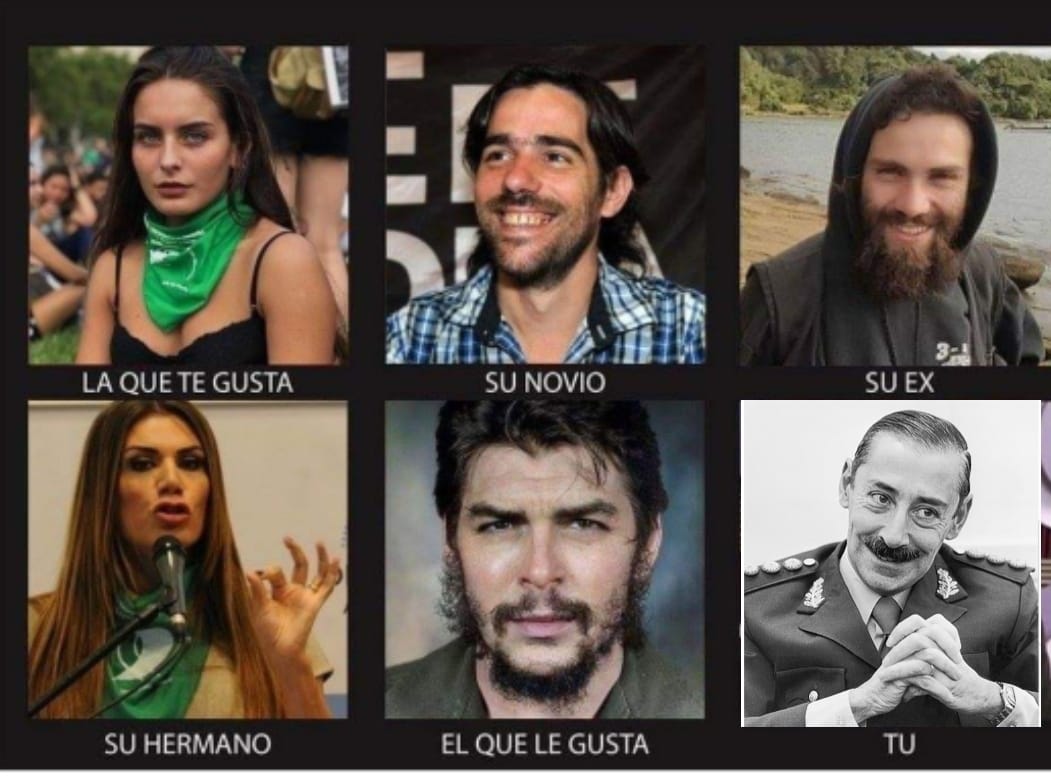 LA QUE TE GUSTA
SU NOVIO
SU EX
SU HERMANO
EL QUE LE GUSTA
TU